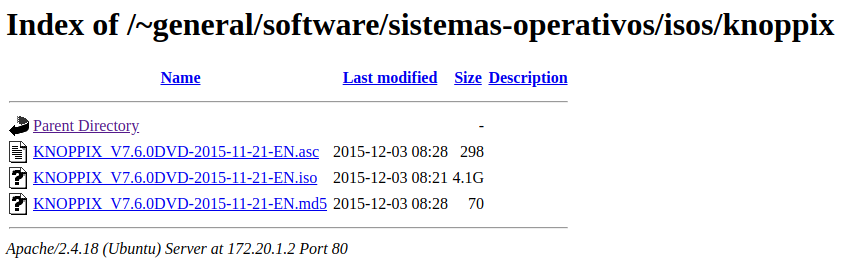 Index of /~general/software/sistemas-operativos/isos/knoppix
Name Last modified Size Description
Parent Directory -
KNOPPIX_V7.6.0DVD-2015-11-21-EN.asc 2015-12-03 08:28 298
KNOPPIX_V7.6.0DVD-2015-11-21-EN.iso 2015-12-03 08:21 4.1G
KNOPPIX_V7.6.0DVD-2015-11-21-EN.md5 2015-12-03 08:28 70
Apache/2.4.18 (Ubuntu) Server at 172.20.1.2 Port 80